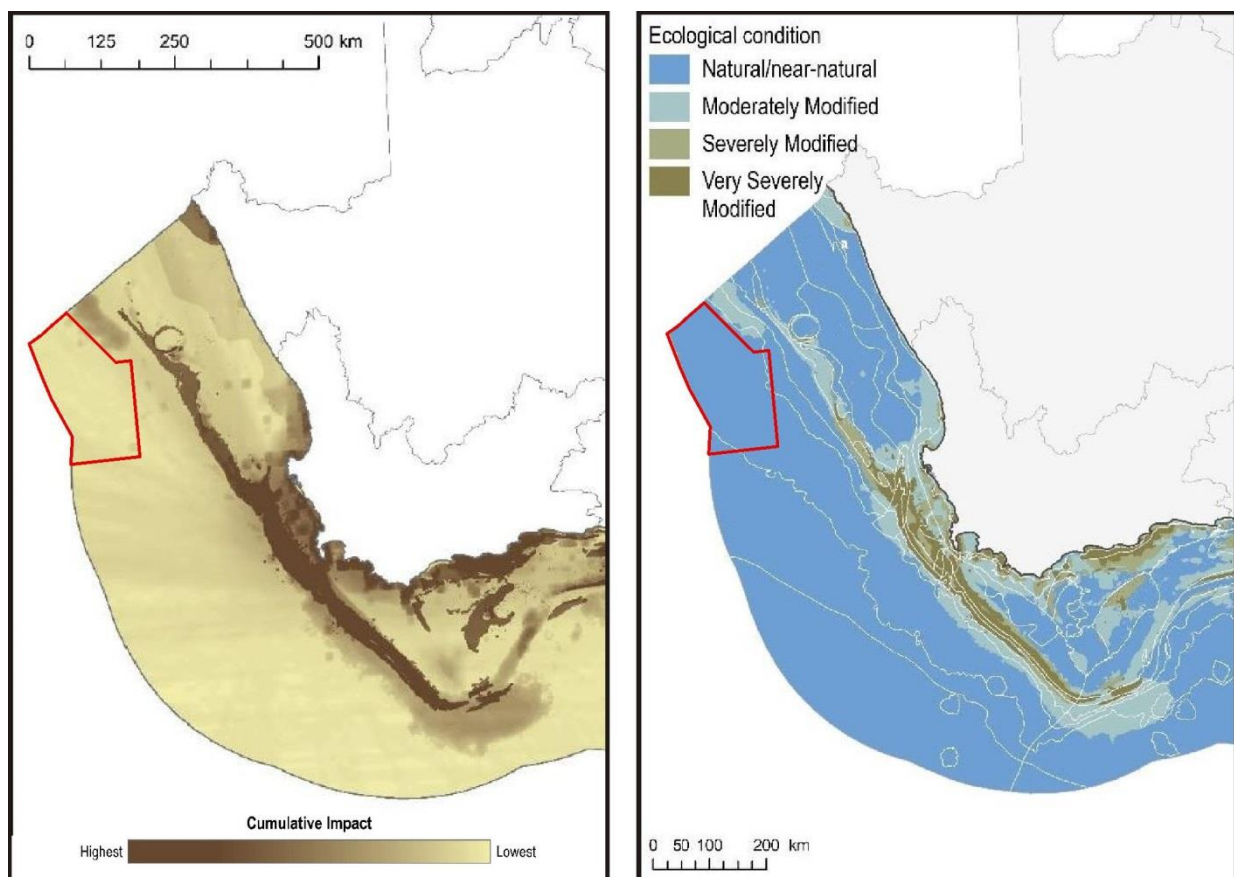 0 125 250 500 km
Cumulative Impact
Highest Lowest
Ecological condition
Natural/near-natural
Moderately Modified
Severely Modified
Very Severely
Modified
0 50 100 200 km